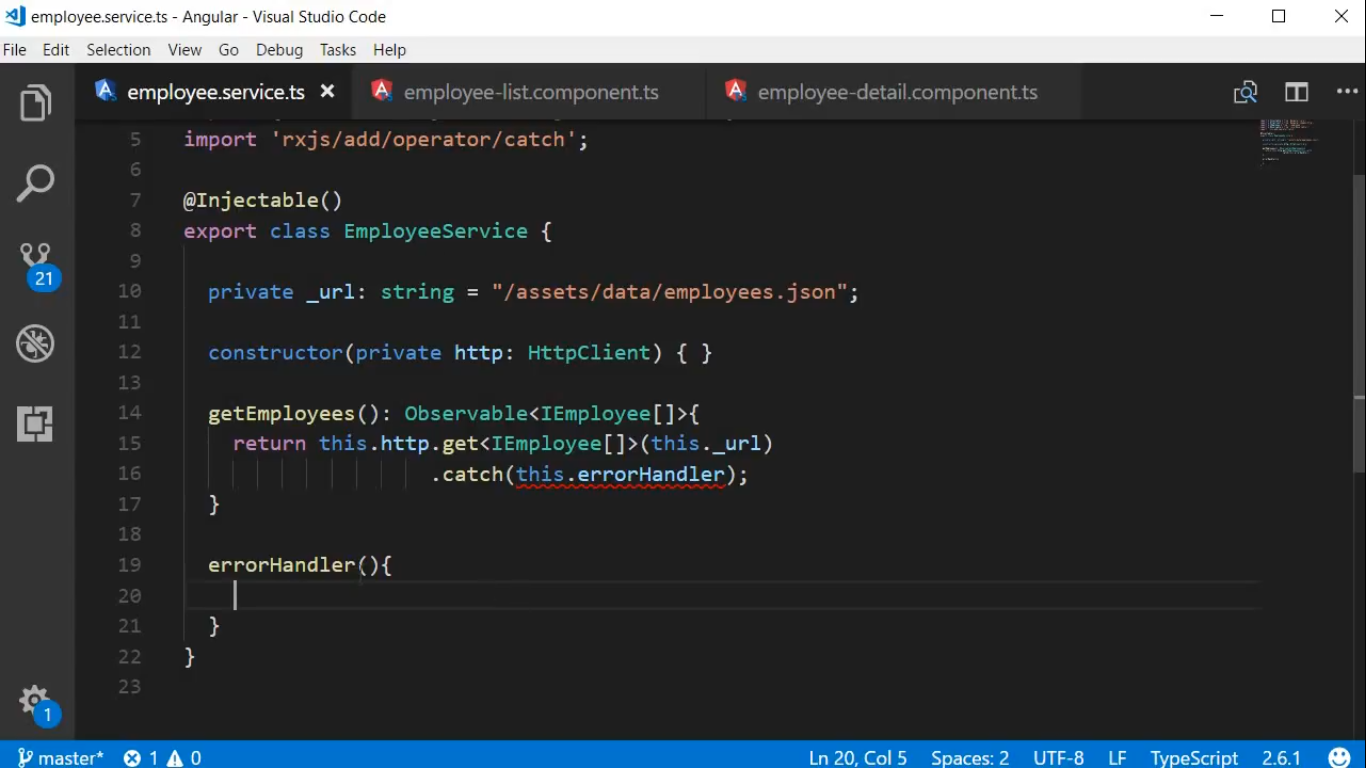 employee.service.ts - Angular - Visual Studio Code
File Edit Selection View Go Debug Tasks Help
employee.service.ts employee-list.component.ts employee-detail.component.ts
5 import 'rxjs/add/operator/catch';
6
7 @Injectable()
8 export class EmployeeService {
9
10 private _url: string = "/assets/data/employees.json";
11
12 constructor(private http: HttpClient) { }
13
14 getEmployees(): Observable<IEmployee[]>{
15 return this.http.get<IEmployee[]>(this._url)
16 .catch(this.errorHandler);
17 }
18
19 errorHandler(){
20
21 }
22 }
23
21
1
master* 1 0 Ln 20, Col 5 Spaces: 2 UTF-8 LF TypeScript 2.6.1